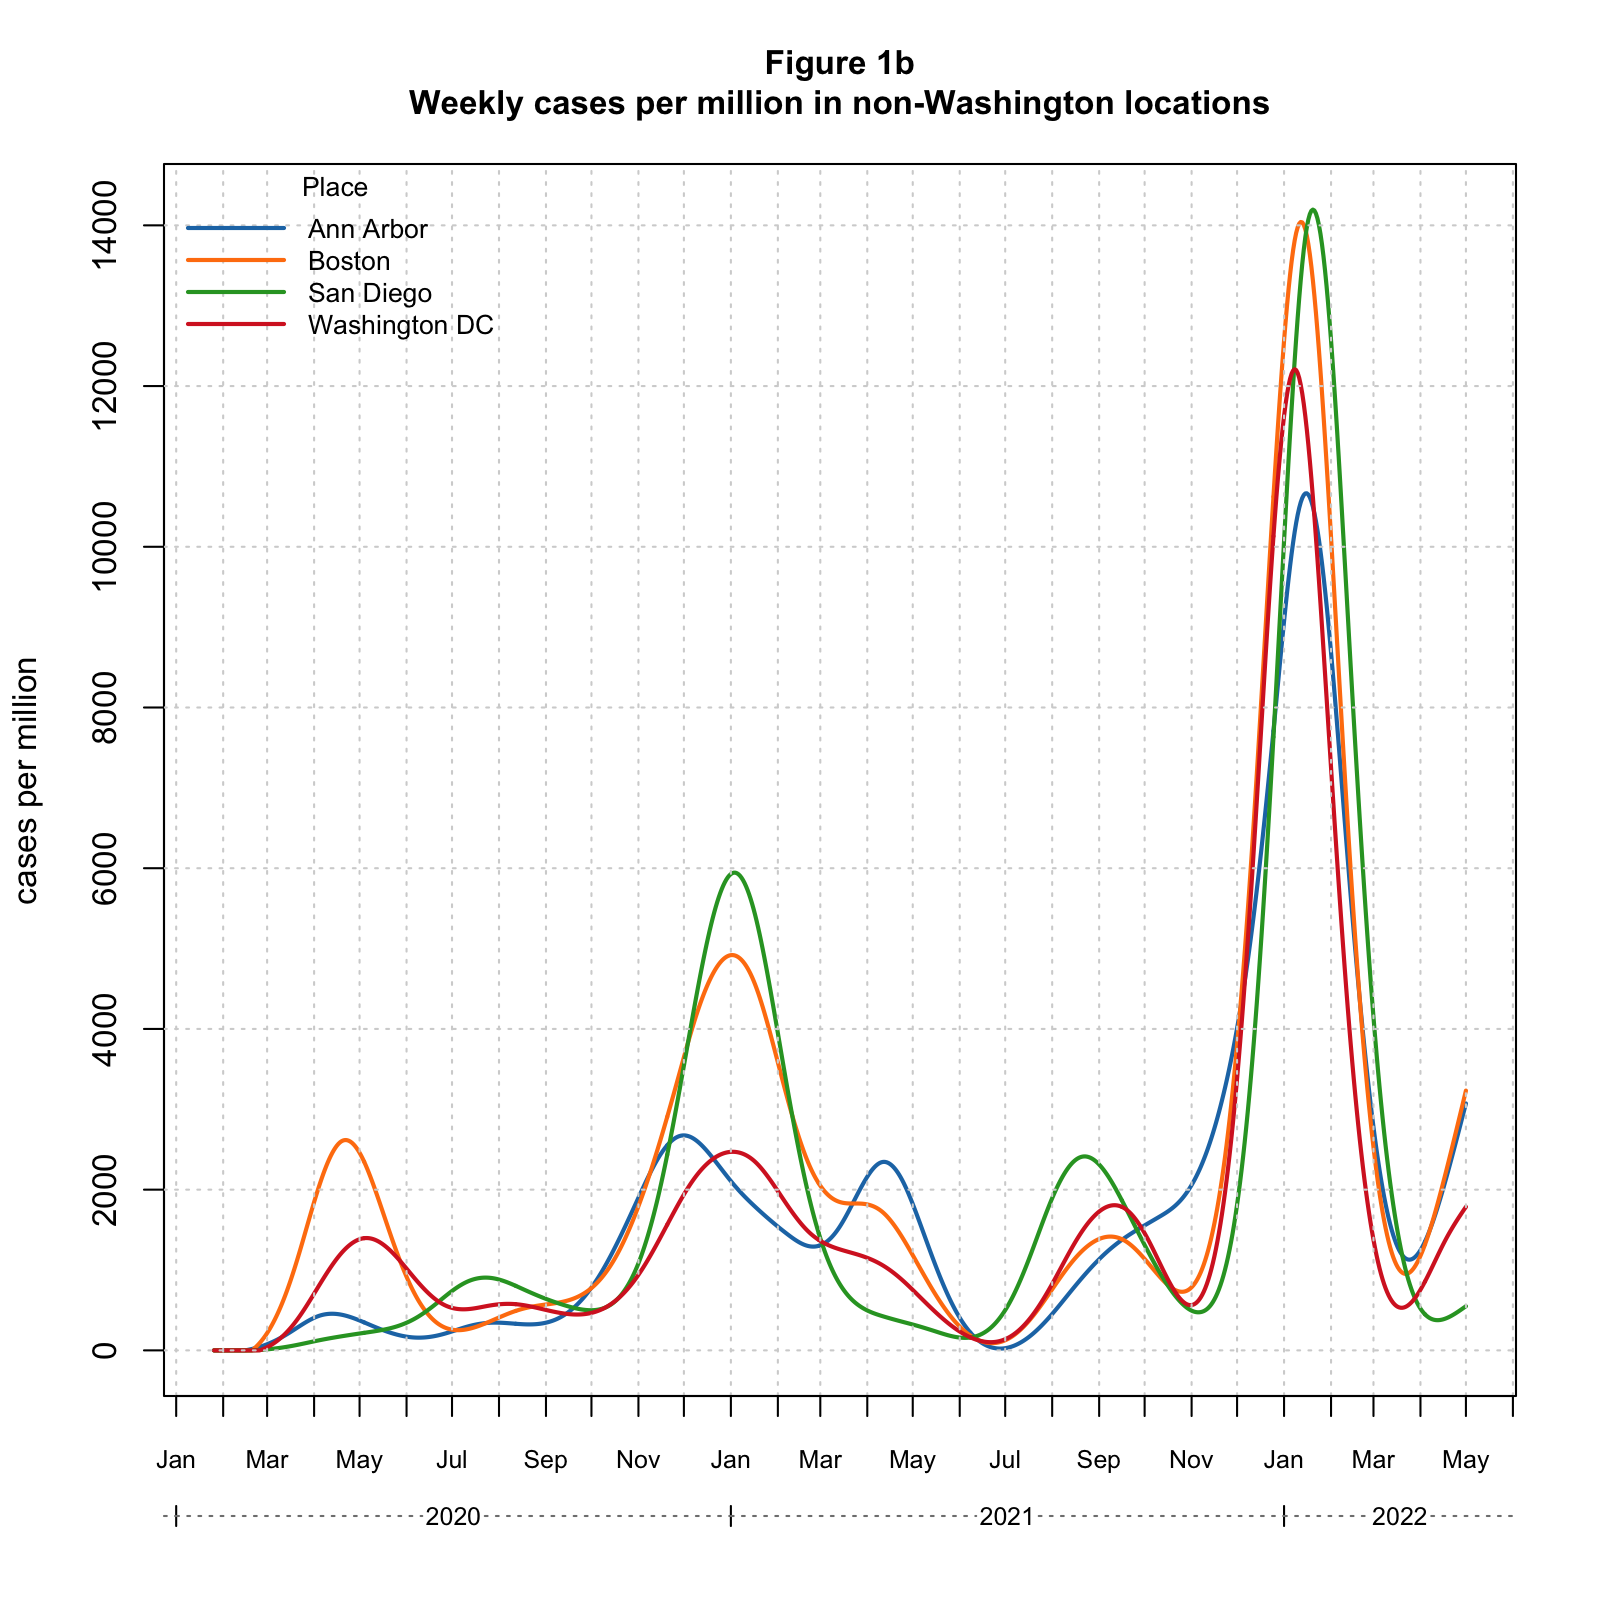 Figure 1b
Weekly cases per million in non-Washington locations
Place
Ann Arbor
Boston
San Diego
Washington DC
cases per million
14000
12000
10000
8000
6000
4000
2000
0
Jan Mar May Jul Sep Nov Jan Mar May Jul Sep Nov Jan Mar May
2020 2021 2022